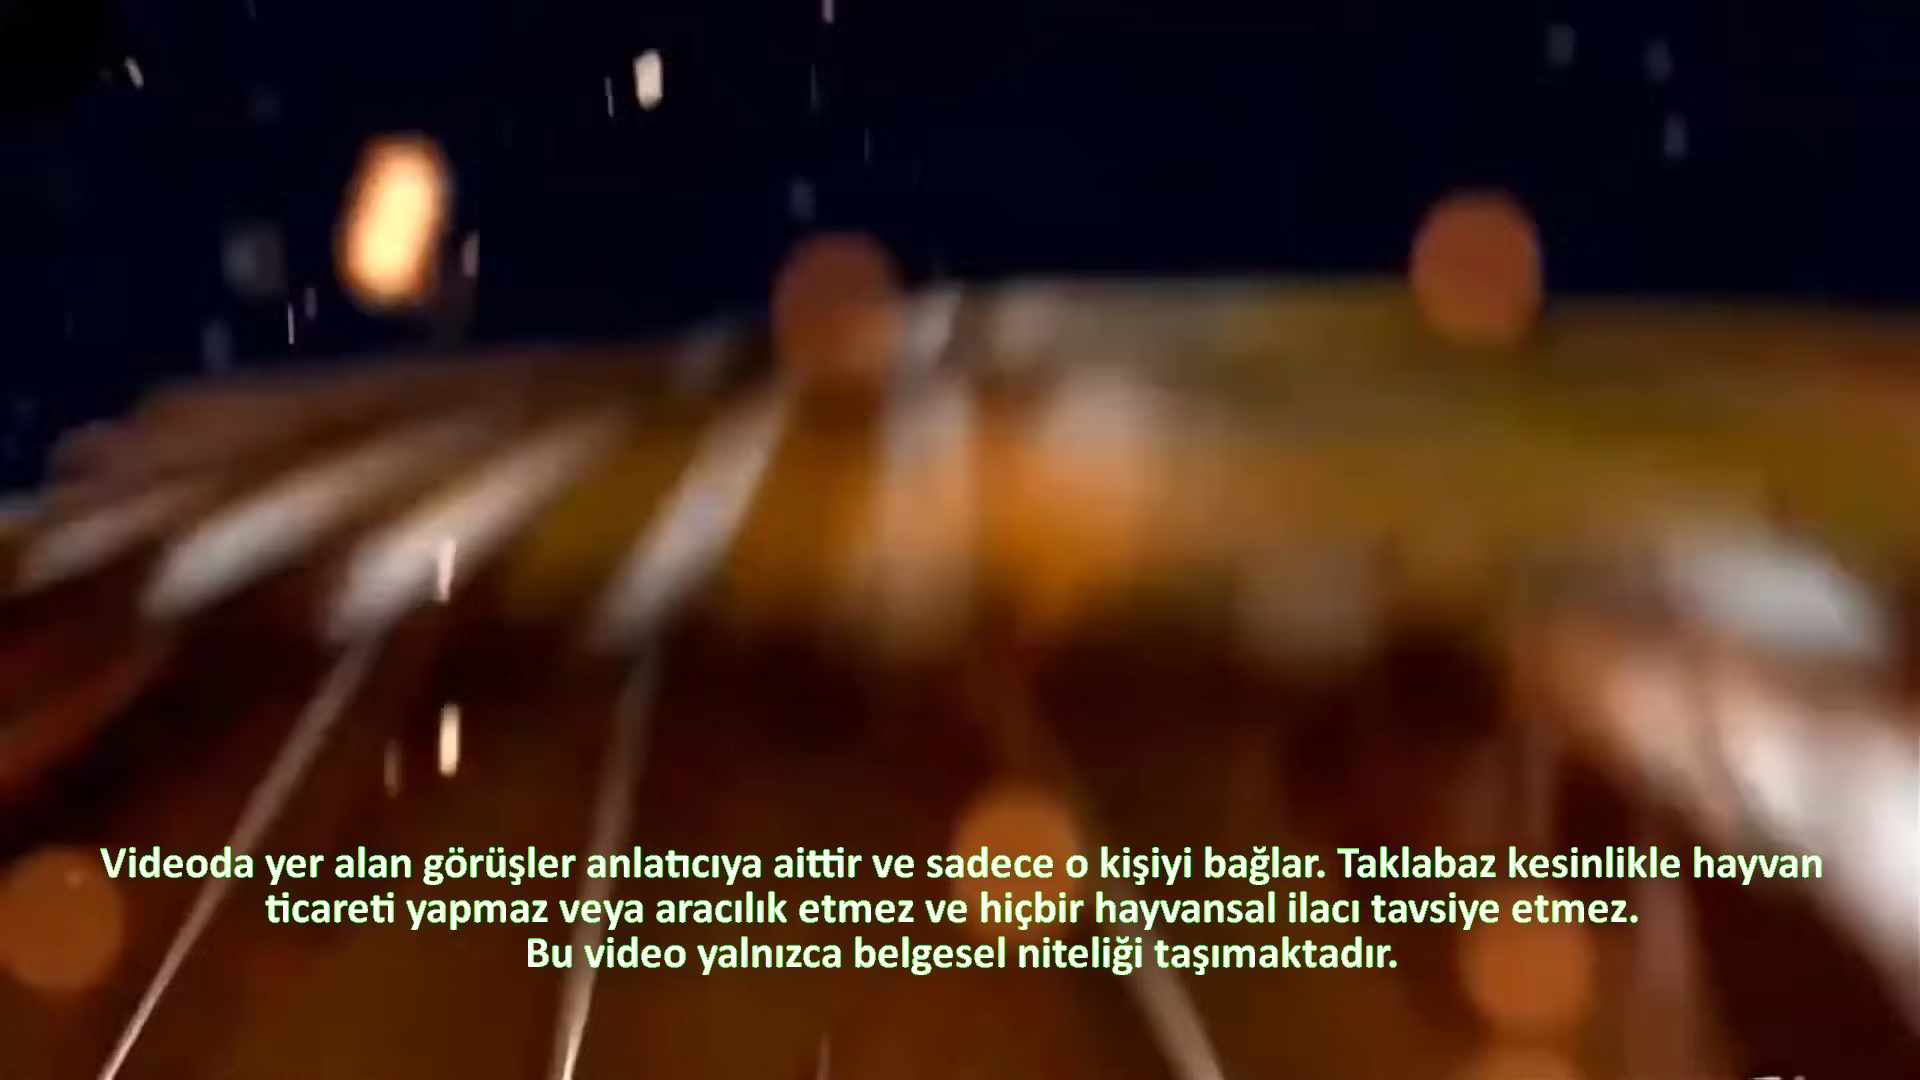 Videoda yer alan görüşler anlatıcıya aittir ve sadece o kişiyi bağlar. Taklabaz kesinlikle hayvan
ticareti yapmaz veya aracılık etmez ve hiçbir hayvansal ilacı tavsiye etmez.
Bu video yalnızca belgesel niteliği taşımaktadır.